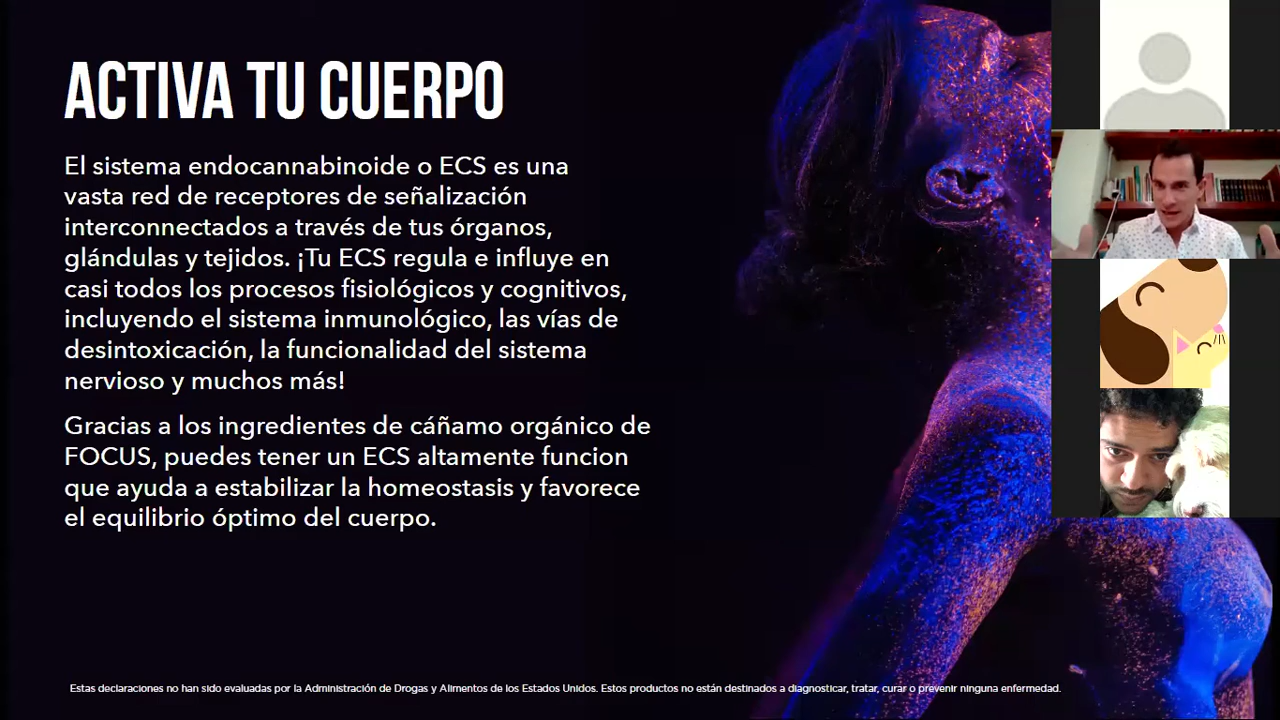 ACTIVA TU CUERPO
El sistema endocannabinoide o ECS es una
vasta red de receptores de señalización
interconnectados a través de tus órganos,
glándulas y tejidos. ¡Tu ECS regula e influye en
casi todos los procesos fisiológicos y cognitivos,
incluyendo el sistema inmunológico, las vías de
desintoxicación, la funcionalidad del sistema
nervioso y muchos más!
Gracias a los ingredientes de cáñamo orgánico de
FOCUS, puedes tener un ECS altamente funcion
que ayuda a estabilizar la homeostasis y favorece
el equilibrio óptimo del cuerpo.
Estas declaraciones no han sido evaluadas por la Administración de Drogas y Alimentos de los Estados Unidos. Estos productos no están destinados a diagnosticar, tratar, curar o prevenir ninguna enfermedad.